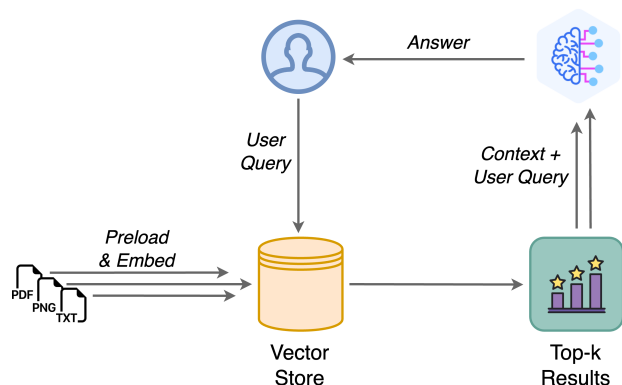 Answer
User
Query
Context +
User Query
Preload
& Embed
PDF
PNG
TXT
Vector
Store
Top-k
Results